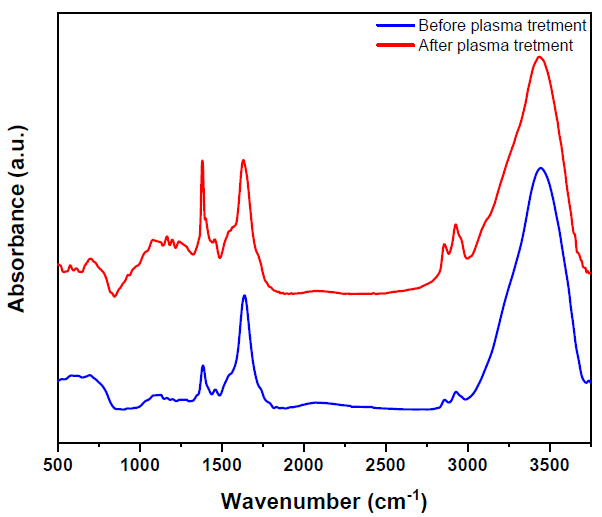 Before plasma tretment
After plasma tretment
Absorbance (a.u.)
500 1000 1500 2000 2500 3000 3500
Wavenumber (cm-1)